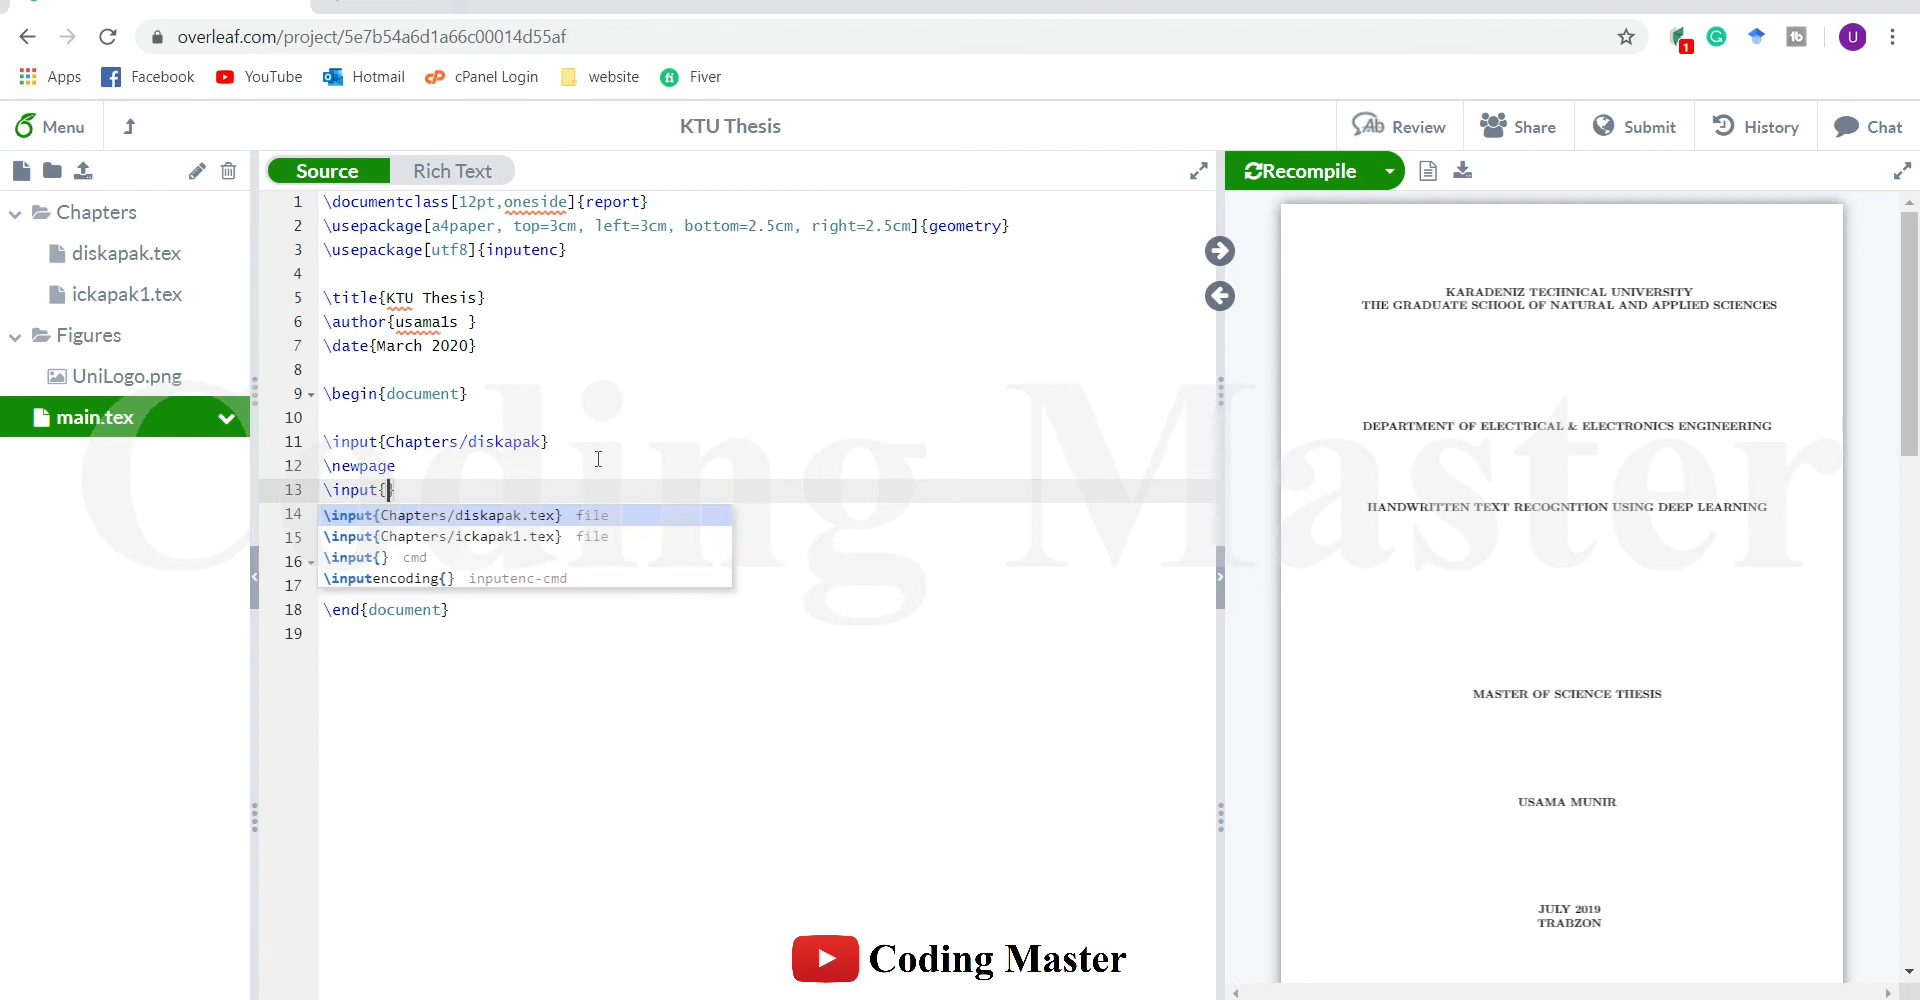 overleaf.com/project/5e7b54a6d1a66c00014d55af
1
U
Apps
Facebook
YouTube
Hotmail
cPanel Login
website
Fiver
Menu
KTU Thesis
Review
Share
Submit
History
Chat
Source
Rich Text
Recompile
Chapters
diskapak.tex
ickapak1.tex
Figures
UniLogo.png
main.tex
1 \documentclass[12pt,oneside]{report}
2 \usepackage[a4paper, top=3cm, left=3cm, bottom=2.5cm, right=2.5cm]{geometry}
3 \usepackage[utf8]{inputenc}
4
5 \title{KTU Thesis}
6 \author{usama1s }
7 \date{March 2020}
8
9 \begin{document}
10
11 \input{Chapters/diskapak}
12 \newpage
13 \input{}
14 \input{Chapters/diskapak.tex} file
15 \input{Chapters/ickapak1.tex} file
16 \input{} cmd
17 \inputencoding{} inputenc-cmd
18 \end{document}
19
KARADENIZ TECHNICAL UNIVERSITY
THE GRADUATE SCHOOL OF NATURAL AND APPLIED SCIENCES
DEPARTMENT OF ELECTRICAL & ELECTRONICS ENGINEERING
HANDWRITTEN TEXT RECOGNITION USING DEEP LEARNING
MASTER OF SCIENCE THESIS
USAMA MUNIR
JULY 2019
TRABZON
Coding Master
Coding Master